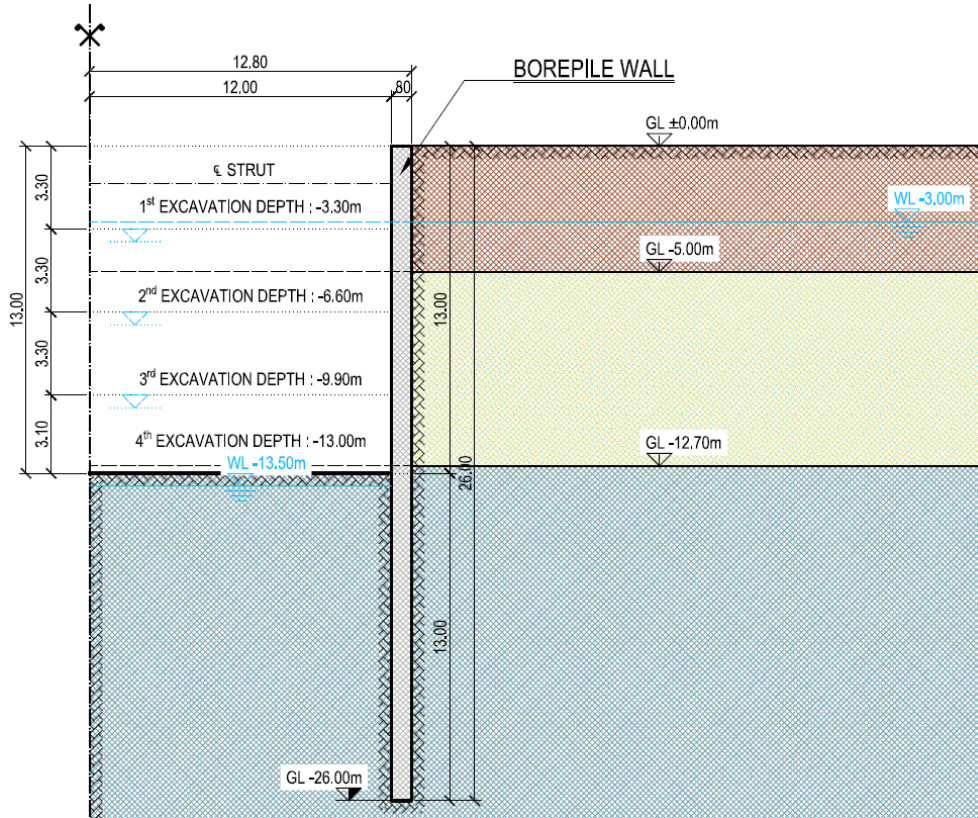 12.80
12.00
80
BOREPILE WALL
GL ±0.00m
℄ STRUT
3.30
1st EXCAVATION DEPTH : -3.30m
WL -3.00m
GL -5.00m
3.30
2nd EXCAVATION DEPTH : -6.60m
13.00
13.00
3.30
3rd EXCAVATION DEPTH : -9.90m
3.10
4th EXCAVATION DEPTH : -13.00m
WL -13.50m
GL -12.70m
26.00
13.00
GL -26.00m